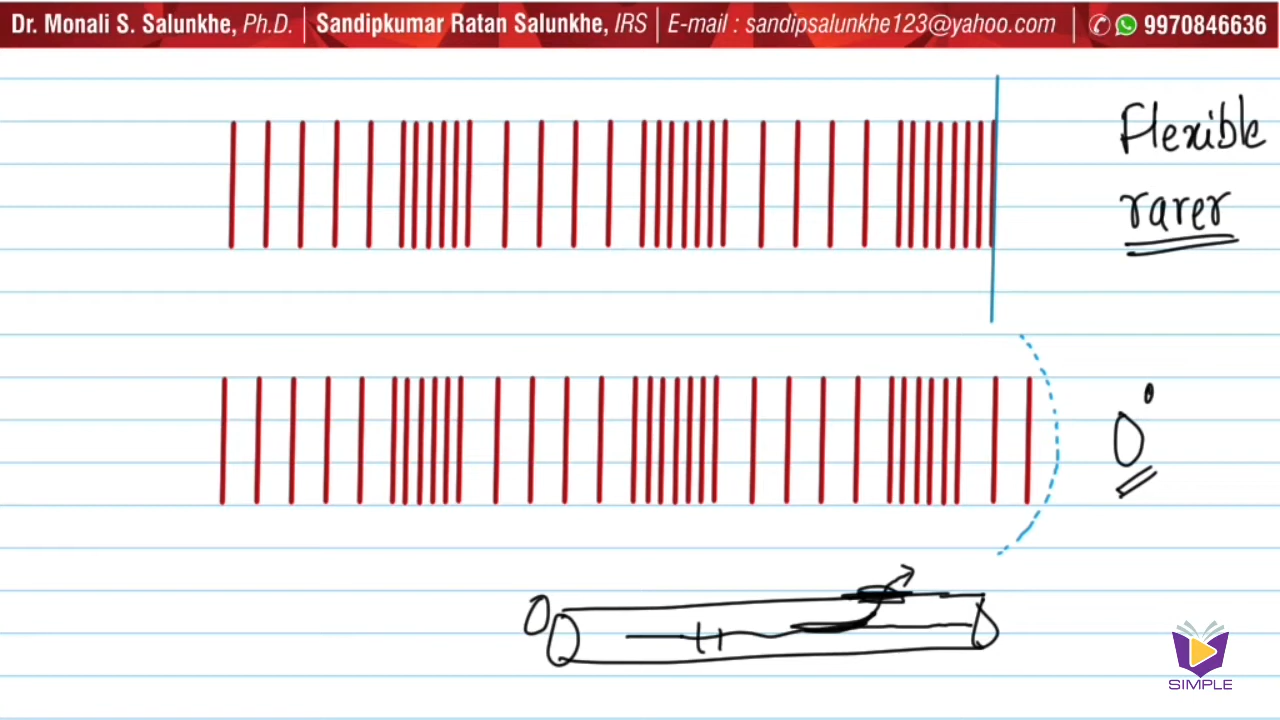 Dr. Monali S. Salunkhe, Ph.D. | Sandipkumar Ratan Salunkhe, IRS | E-mail : sandipsalunkhe123@yahoo.com | 9970846636
Flexible
rarer
0°
SIMPLE